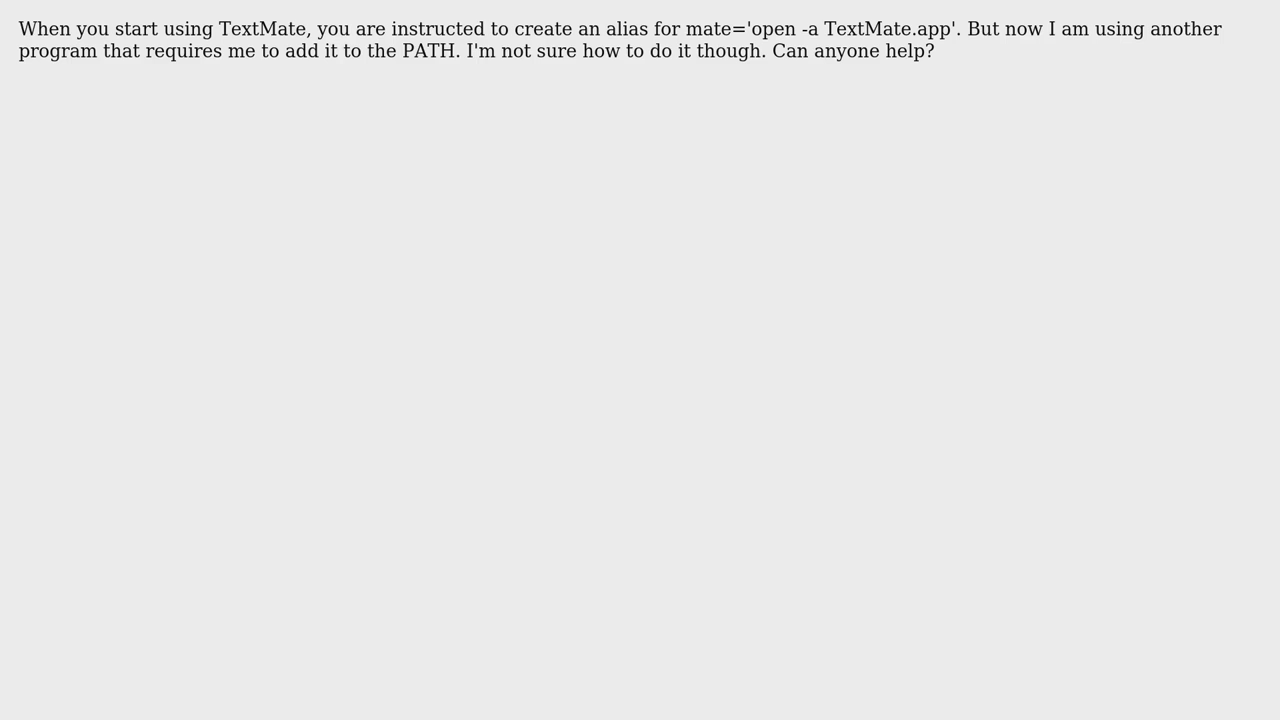 When you start using TextMate, you are instructed to create an alias for mate='open -a TextMate.app'. But now I am using another
program that requires me to add it to the PATH. I'm not sure how to do it though. Can anyone help?